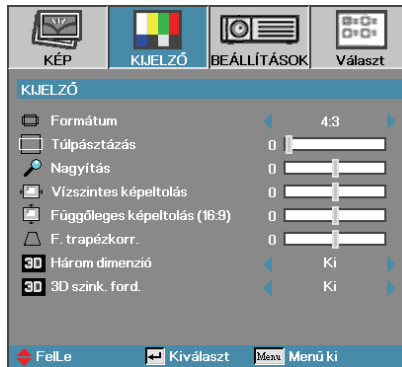 KÉP KIJELZŐ BEÁLLÍTÁSOK Választ
KIJELZŐ
Formátum 4:3
Túlpásztázás 0
Nagyítás 0
Vízszintes képeltolás 0
Függőleges képeltolás (16:9) 0
F. trapézkorr. 0
3D Három dimenzió Ki
3D 3D szink. ford. Ki
FelLe Kiválaszt Menu Menü ki